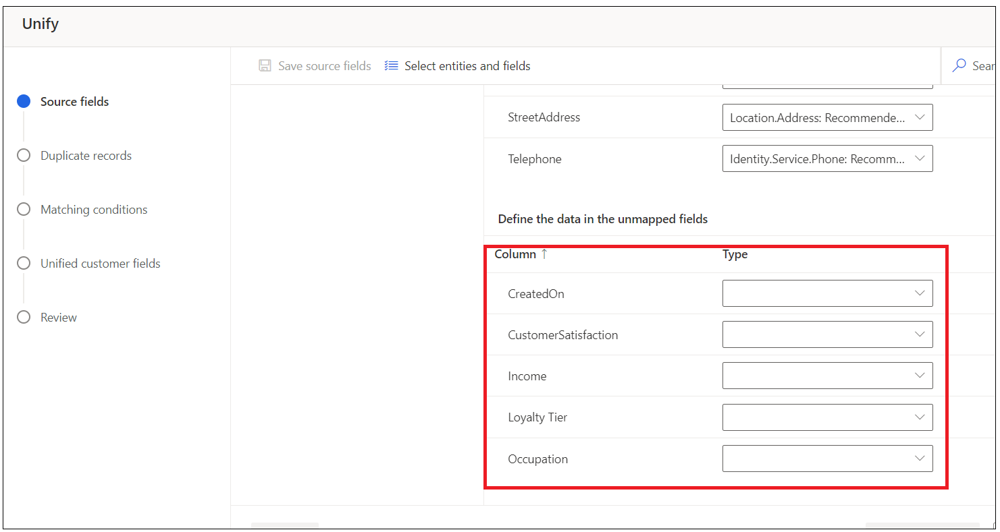 Unify
Save source fields
Select entities and fields
Sear
Source fields
Duplicate records
Matching conditions
Unified customer fields
Review
StreetAddress
Location.Address: Recommende...
Telephone
Identity.Service.Phone: Recomm...
Define the data in the unmapped fields
Column ↑
Type
CreatedOn
CustomerSatisfaction
Income
Loyalty Tier
Occupation